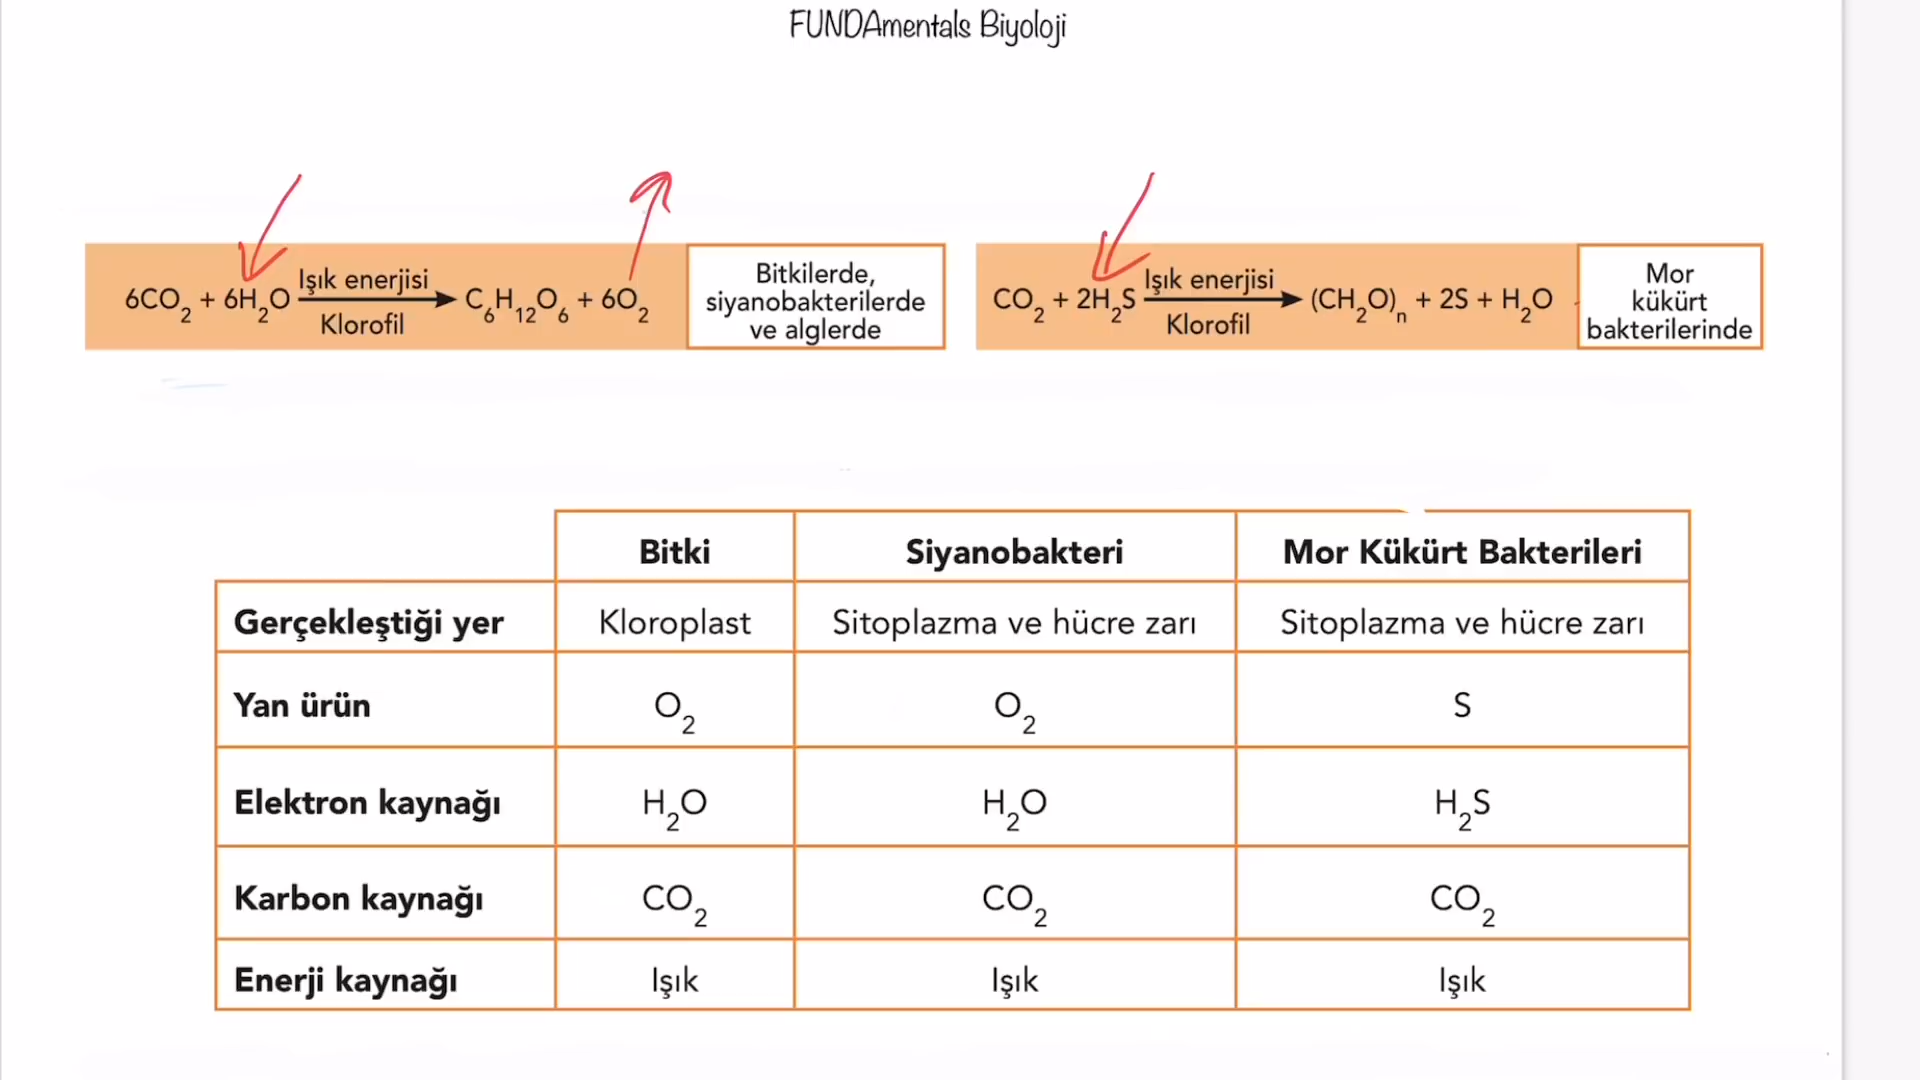 FUNDAmentals Biyoloji
6CO₂ + 6H₂O Işık enerjisi Klorofil C₆H₁₂O₆ + 6O₂
Bitkilerde,
siyanobakterilerde
ve alglerde
CO₂ + 2H₂S Işık enerjisi Klorofil (CH₂O)ₙ + 2S + H₂O
Mor
kükürt
bakterilerinde
Bitki Siyanobakteri Mor Kükürt Bakterileri
Gerçekleştiği yer Kloroplast Sitoplazma ve hücre zarı Sitoplazma ve hücre zarı
Yan ürün O₂ O₂ S
Elektron kaynağı H₂O H₂O H₂S
Karbon kaynağı CO₂ CO₂ CO₂
Enerji kaynağı Işık Işık Işık